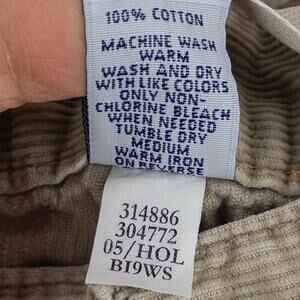 100% COTTON
MACHINE WASH
WARM
WASH AND DRY
WITH LIKE COLORS
ONLY NON-
CHLORINE BLEACH
WHEN NEEDED
TUMBLE DRY
MEDIUM
WARM IRON
ON REVERSE
314886
304772
05/HOL
BI9WS